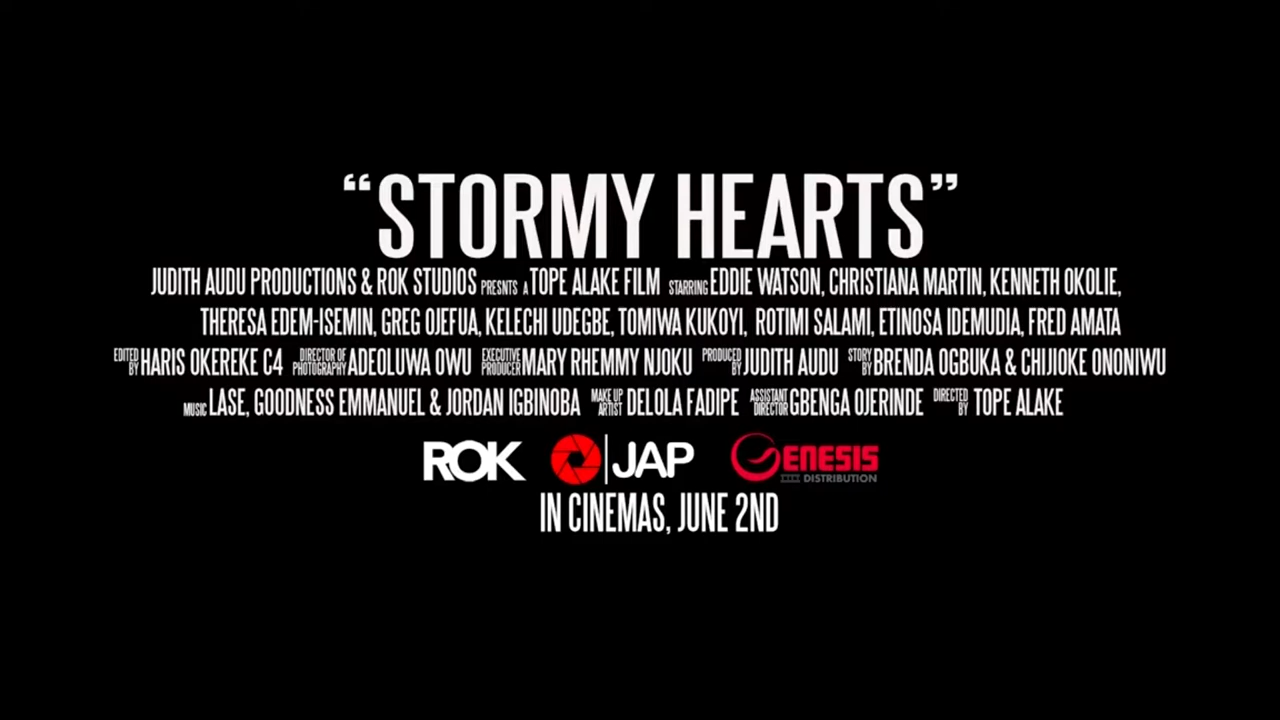 “STORMY HEARTS”
JUDITH AUDU PRODUCTIONS & ROK STUDIOS PRESNTS A TOPE ALAKE FILM STARRING EDDIE WATSON, CHRISTIANA MARTIN, KENNETH OKOLIE,
THERESA EDEM-ISEMIN, GREG OJEFUA, KELECHI UDEGBE, TOMIWA KUKOYI, ROTIMI SALAMI, ETINOSA IDEMUDIA, FRED AMATA
EDITED BY HARIS OKEREKE C4 DIRECTOR OF PHOTOGRAPHY ADEOLUWA OWU EXECUTIVE PRODUCER MARY RHEMMY NJOKU PRODUCED BY JUDITH AUDU STORY BY BRENDA OGBUKA & CHIJIOKE ONONIWU
MUSIC LASE, GOODNESS EMMANUEL & JORDAN IGBINOBA MAKE UP ARTIST DELOLA FADIPE ASSISTANT DIRECTOR GBENGA OJERINDE DIRECTED BY TOPE ALAKE
ROK JAP GENESIS DISTRIBUTION
IN CINEMAS, JUNE 2ND